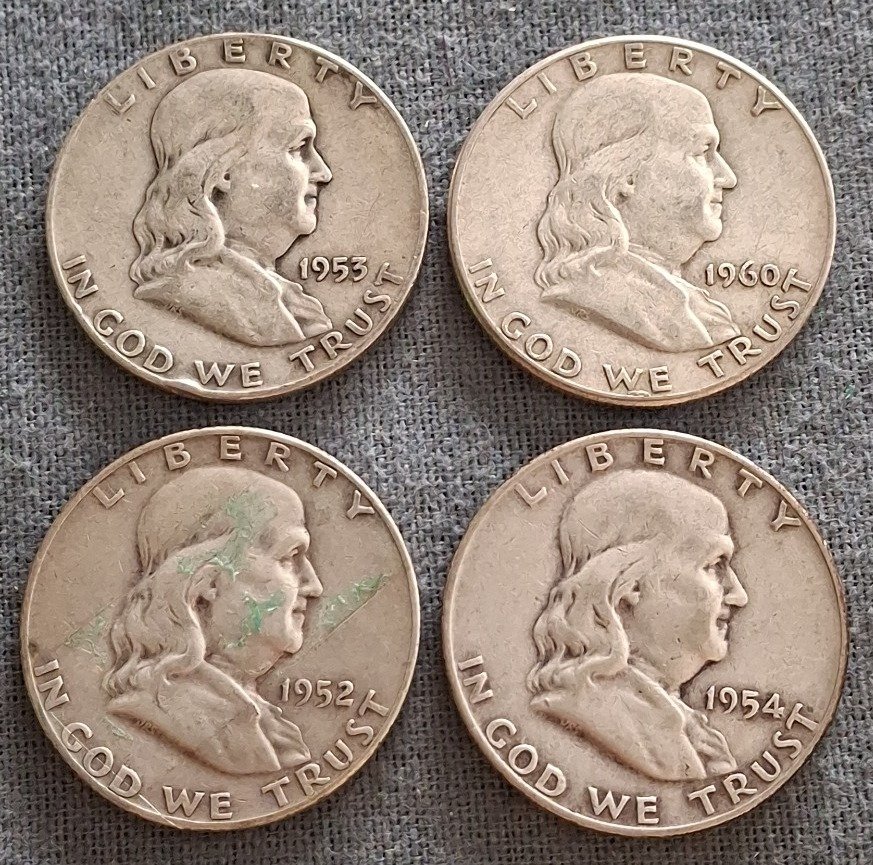 LIBERTY
1953
IN GOD WE TRUST
LIBERTY
1960
IN GOD WE TRUST
LIBERTY
1952
IN GOD WE TRUST
LIBERTY
1954
IN GOD WE TRUST